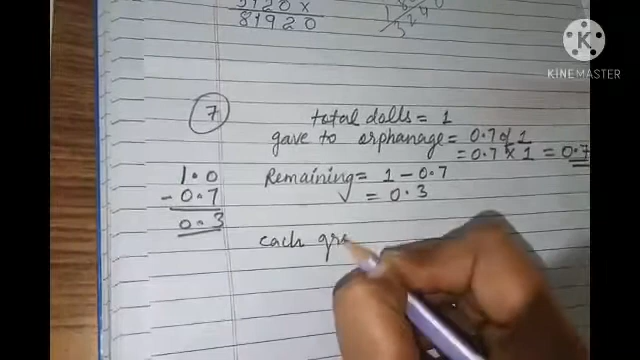 81920
KINEMASTER
7
total dolls = 1
gave to orphanage = 0.7 of 1
= 0.7 x 1 = 0.7
Remaining = 1 - 0.7
= 0.3
1.0
- 0.7
0.3
each gre